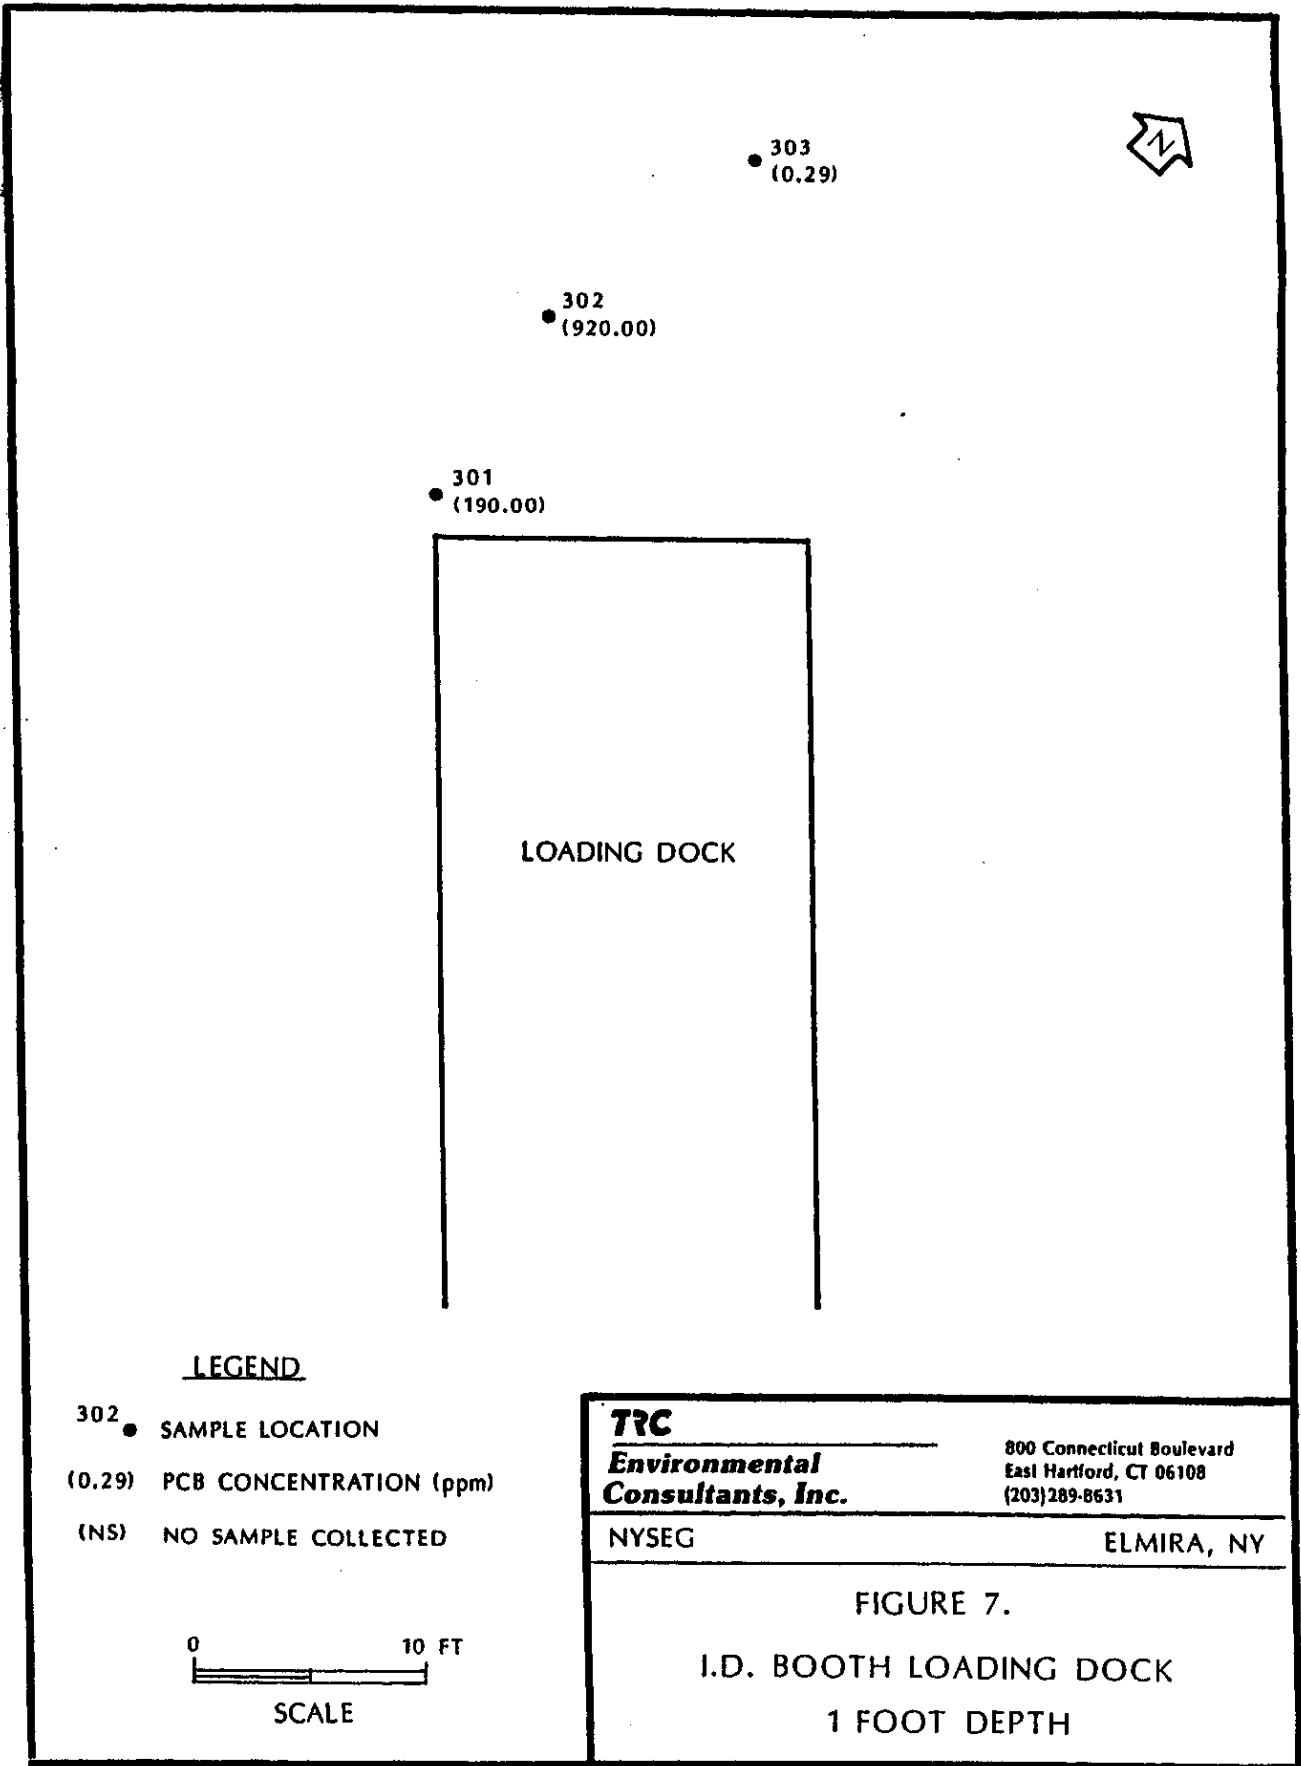 N
303
(0.29)
302
(920.00)
301
(190.00)
LOADING DOCK
LEGEND
302 SAMPLE LOCATION
(0.29) PCB CONCENTRATION (ppm)
(NS) NO SAMPLE COLLECTED
0 10 FT
SCALE
TRC
Environmental
Consultants, Inc.
800 Connecticut Boulevard
East Hartford, CT 06108
(203)289-8631
NYSEG ELMIRA, NY
FIGURE 7.
I.D. BOOTH LOADING DOCK
1 FOOT DEPTH